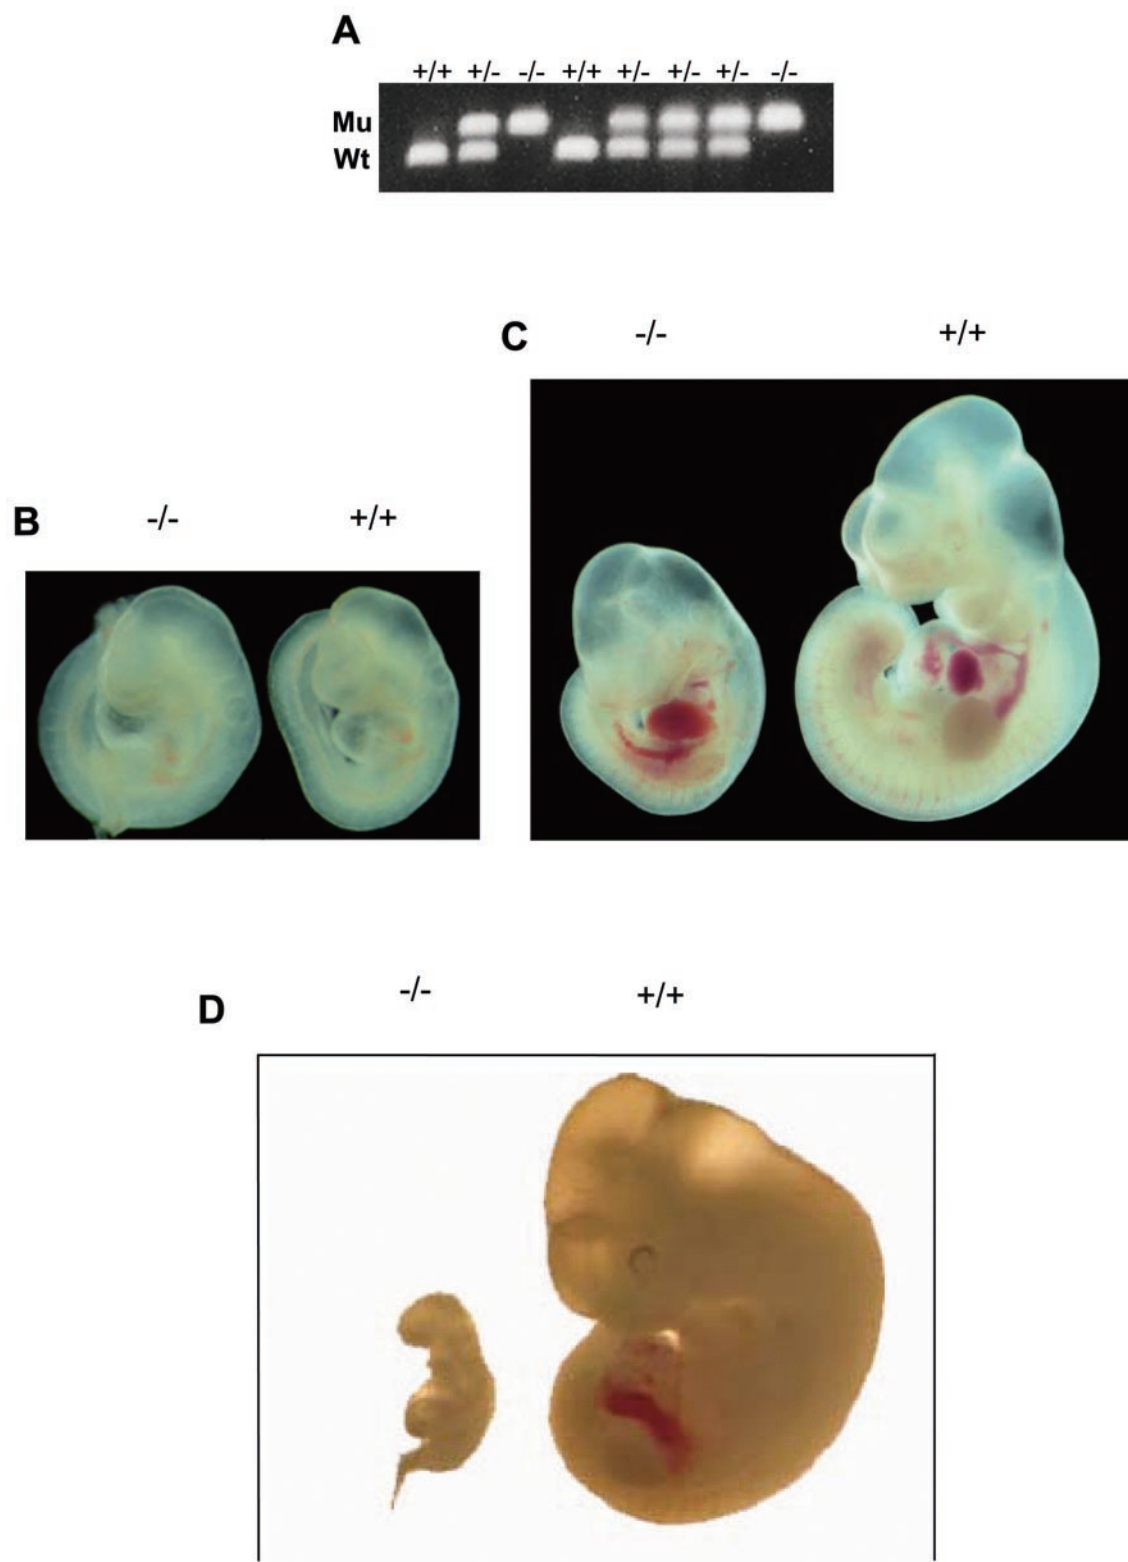 A
+/+ +/- -/- +/+ +/- +/- +/- -/-
Mu
Wt
C
-/- +/+
B
-/- +/+
D
-/- +/+